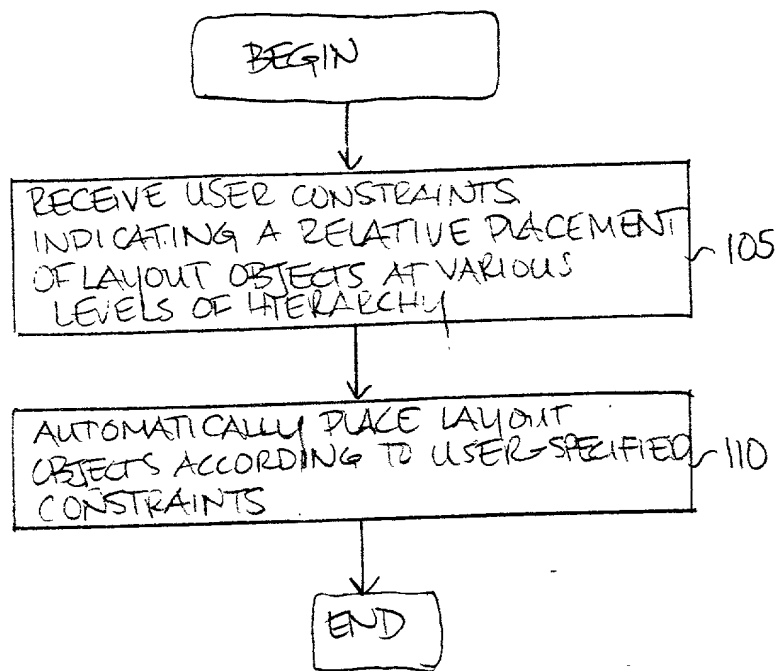 BEGIN
RECEIVE USER CONSTRAINTS
INDICATING A RELATIVE PLACEMENT
OF LAYOUT OBJECTS AT VARIOUS
LEVELS OF HIERARCHY
105
AUTOMATICALLY PLACE LAYOUT
OBJECTS ACCORDING TO USER-SPECIFIED
CONSTRAINTS
110
END